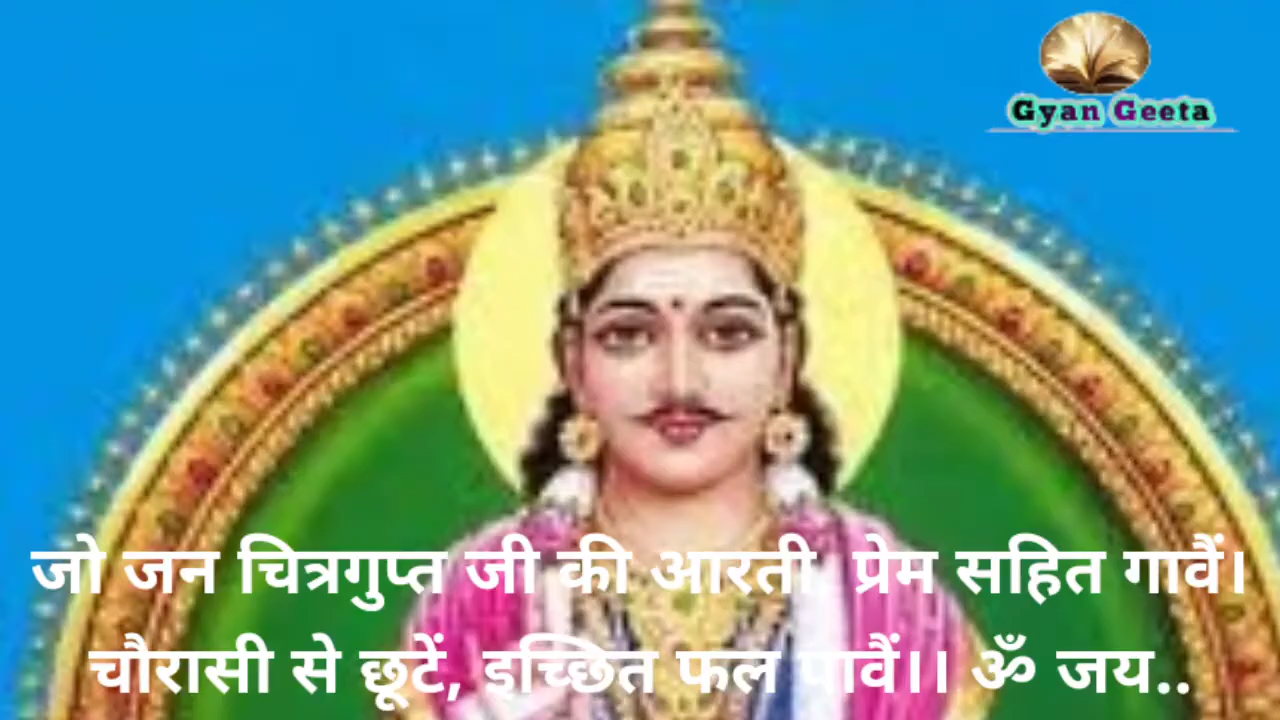 Gyan Geeta
जो जन चित्रगुप्त जी की आरती, प्रेम सहित गावैं।
चौरासी से छूटें, इच्छित फल पावैं।। ॐ जय..